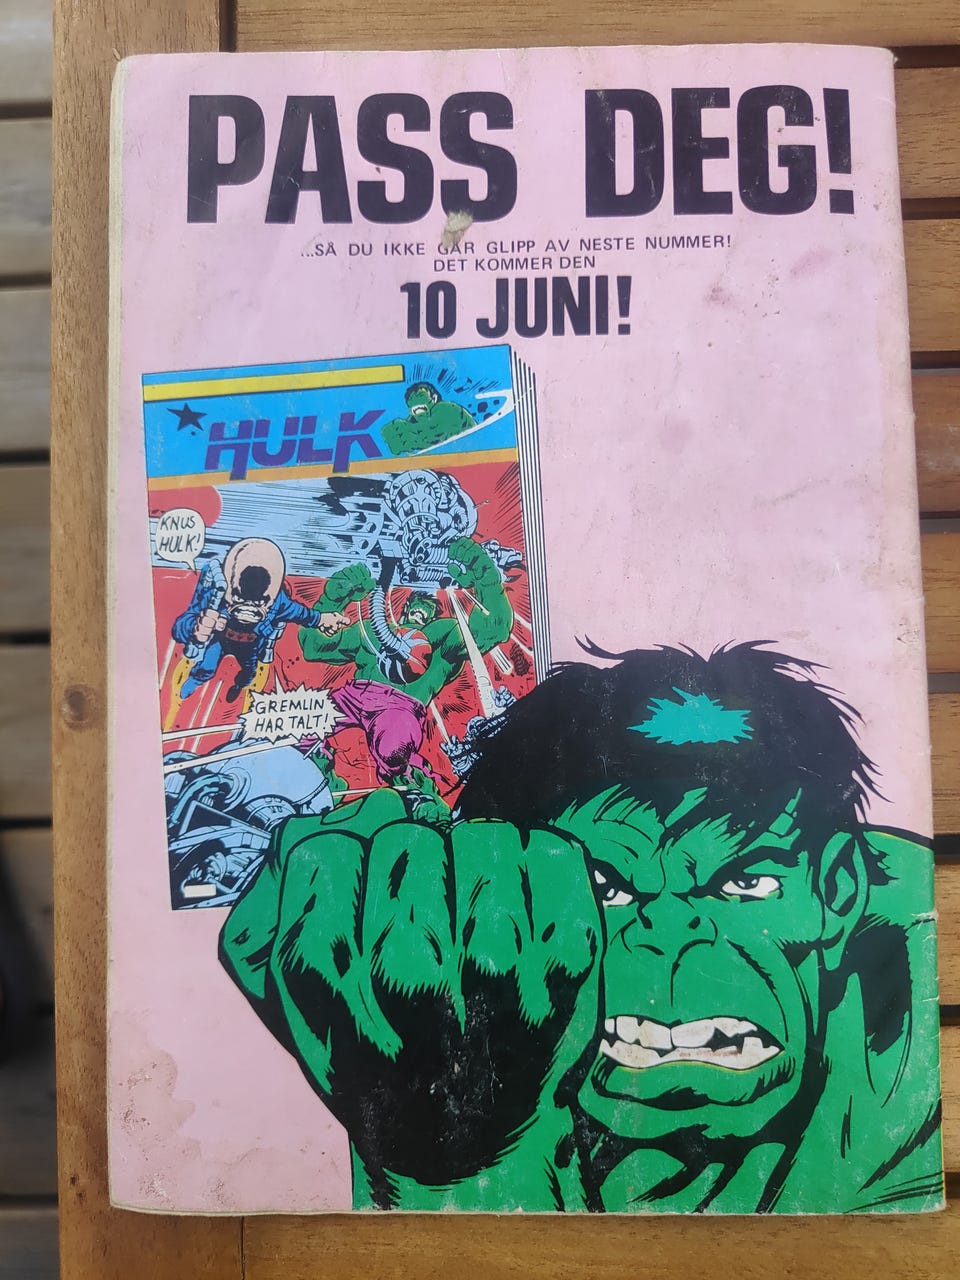 PASS DEG!
...SÅ DU IKKE GÅR GLIPP AV NESTE NUMMER!
DET KOMMER DEN
10 JUNI!
HULK
KNUS
HULK!
GREMLIN
HAR TALT!